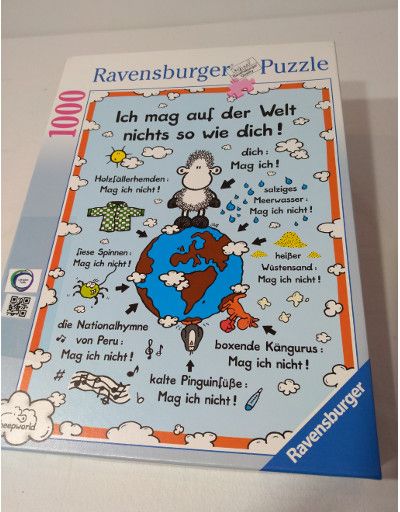 Ravensburger Puzzle
1000
Ich mag auf der Welt
nichts so wie dich!
dich:
Mag ich!
Holzfällerhemden:
Mag ich nicht!
salziges
Meerwasser:
Mag ich nicht!
fiese Spinnen:
Mag ich nicht!
heißer
Wüstensand:
Mag ich nicht!
die Nationalhymne
von Peru:
Mag ich nicht!
boxende Kängurus:
Mag ich nicht!
kalte Pinguinfüße:
Mag ich nicht!
Ravensburger